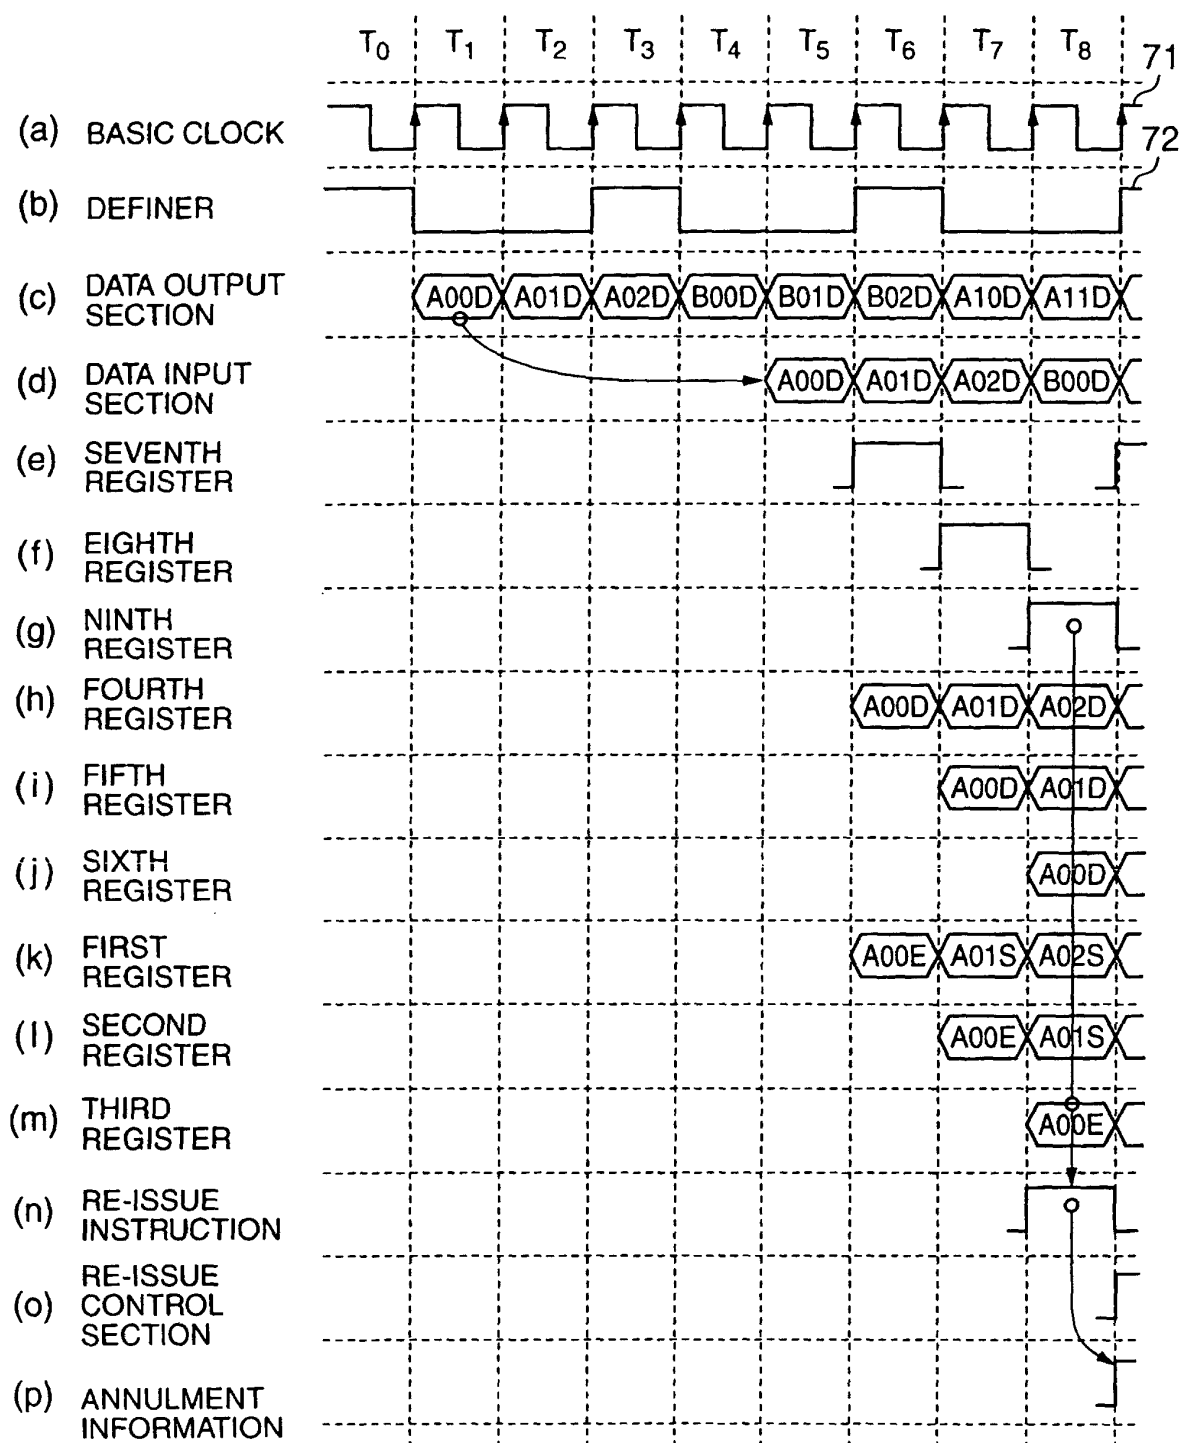 T0 T1 T2 T3 T4 T5 T6 T7 T8
71
(a) BASIC CLOCK
72
(b) DEFINER
(c) DATA OUTPUT
SECTION
A00D A01D A02D B00D B01D B02D A10D A11D
(d) DATA INPUT
SECTION
A00D A01D A02D B00D
(e) SEVENTH
REGISTER
(f) EIGHTH
REGISTER
(g) NINTH
REGISTER
(h) FOURTH
REGISTER
A00D A01D A02D
(i) FIFTH
REGISTER
A00D A01D
(j) SIXTH
REGISTER
A00D
(k) FIRST
REGISTER
A00E A01S A02S
(l) SECOND
REGISTER
A00E A01S
(m) THIRD
REGISTER
A00E
(n) RE-ISSUE
INSTRUCTION
(o) RE-ISSUE
CONTROL
SECTION
(p) ANNULMENT
INFORMATION